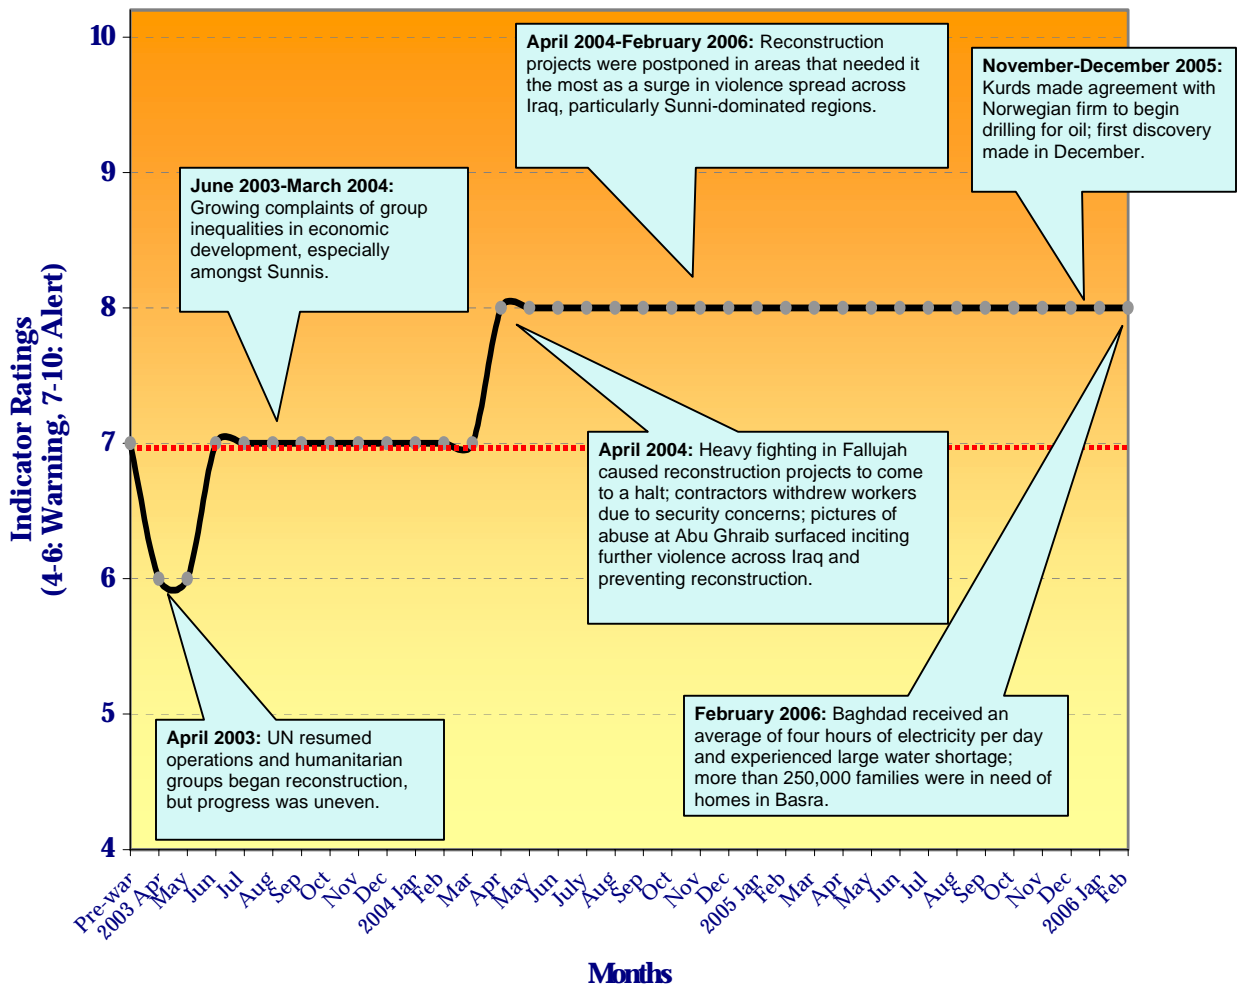 10
9
8
7
6
5
4
Indicator Ratings
(4-6: Warning, 7-10: Alert)
April 2004-February 2006: Reconstruction
projects were postponed in areas that needed it
the most as a surge in violence spread across
Iraq, particularly Sunni-dominated regions.
November-December 2005:
Kurds made agreement with
Norwegian firm to begin
drilling for oil; first discovery
made in December.
June 2003-March 2004:
Growing complaints of group
inequalities in economic
development, especially
amongst Sunnis.
April 2004: Heavy fighting in Fallujah
caused reconstruction projects to come
to a halt; contractors withdrew workers
due to security concerns; pictures of
abuse at Abu Ghraib surfaced inciting
further violence across Iraq and
preventing reconstruction.
April 2003: UN resumed
operations and humanitarian
groups began reconstruction,
but progress was uneven.
February 2006: Baghdad received an
average of four hours of electricity per day
and experienced large water shortage;
more than 250,000 families were in need of
homes in Basra.
Pre-war
2003 Apr
May
Jun
Jul
Aug
Sep
Oct
Nov
Dec
2004 Jan
Feb
Mar
Apr
May
Jun
July
Aug
Sep
Oct
Nov
Dec
2005 Jan
Feb
Mar
Apr
May
Jun
Jul
Aug
Sep
Oct
Nov
Dec
2006 Jan
Feb
Months